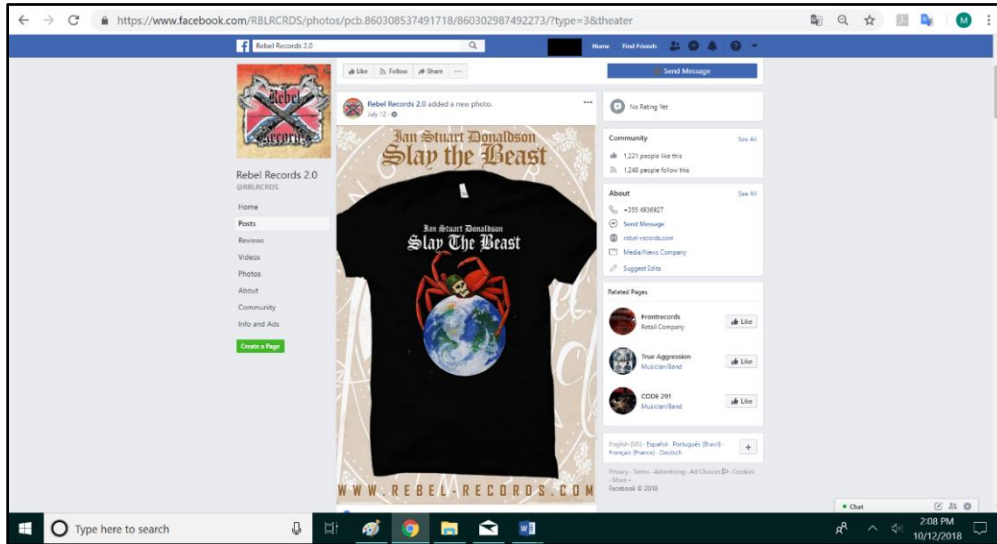 https://www.facebook.com/RBLRCRDS/photos/pcb.860308537491718/860302987492273/?type=3&theater
M
Rebel Records 2.0
Home Find Friends
Like Follow Share ...
Send Message
Rebel
Records
Rebel Records 2.0
@RBLRCRDS
Home
Posts
Reviews
Videos
Photos
About
Community
Info and Ads
Create a Page
Rebel Records 2.0 added a new photo.
July 12
Ian Stuart Donaldson
Slay the Beast
Ian Stuart Donaldson
Slay The Beast
WWW.REBEL-RECORDS.COM
No Rating Yet
Community See All
1,221 people like this
1,248 people follow this
About See All
+355 4936927
Send Message
rebel-records.com
Media/News Company
Suggest Edits
Related Pages
Frontrecords
Retail Company
Like
True Aggression
Musician/Band
Like
CODE 291
Musician/Band
Like
English (US) · Español · Português (Brasil) ·
Français (France) · Deutsch
Privacy · Terms · Advertising · Ad Choices · Cookies
· More
Facebook © 2018
Chat
Type here to search
2:08 PM
10/12/2018